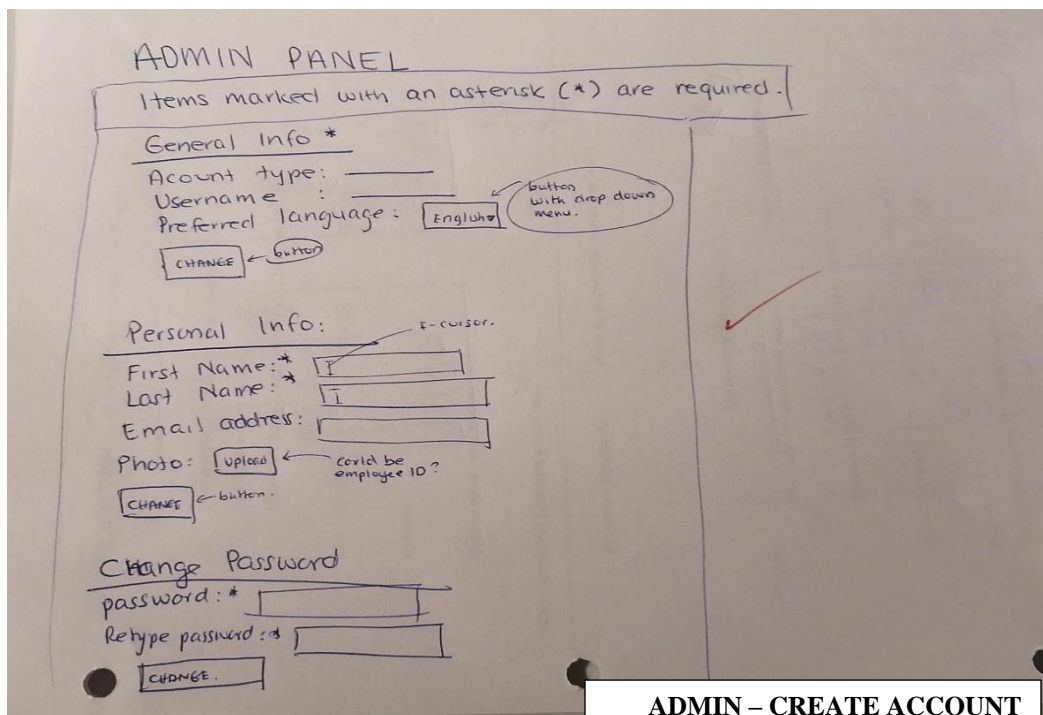 ADMIN PANEL
Items marked with an asterisk (*) are required.
General Info *
Acount type:
Username :
Preferred language: English
button
with drop down
menu.
CHANGE button
Personal Info:
I-cursor.
First Name:* I
Last Name:* I
Email address:
Photo: upload could be
employee ID?
CHANGE button.
Change Password
password:*
Retype password:*
CHANGE.
ADMIN – CREATE ACCOUNT